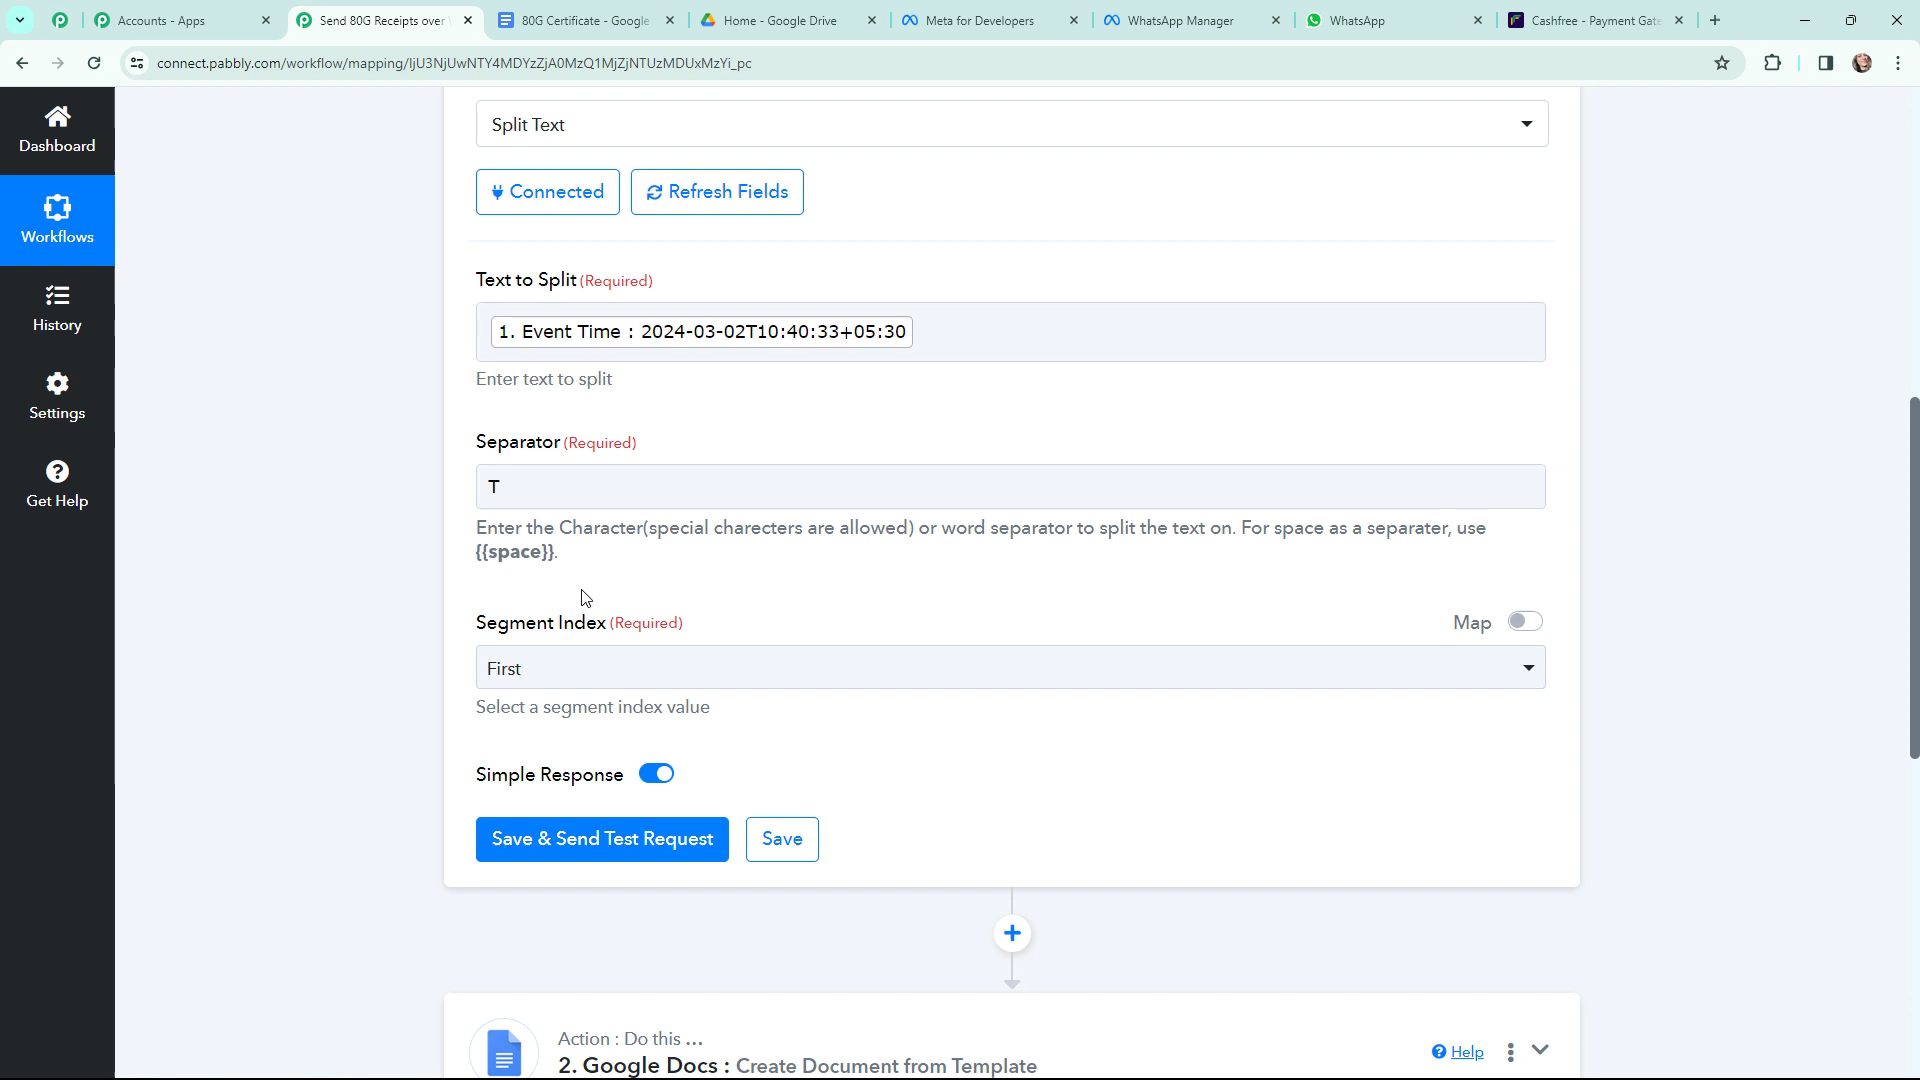 Accounts - Apps
Send 80G Receipts over
80G Certificate - Google
Home - Google Drive
Meta for Developers
WhatsApp Manager
WhatsApp
Cashfree - Payment Gate
connect.pabbly.com/workflow/mapping/IjU3NjUwNTY4MDYzZjA0MzQ1MjZjNTUzMDUxMzYi_pc
Dashboard
Workflows
History
Settings
Get Help
Split Text
Connected
Refresh Fields
Text to Split (Required)
1. Event Time : 2024-03-02T10:40:33+05:30
Enter text to split
Separator (Required)
T
Enter the Character(special charecters are allowed) or word separator to split the text on. For space as a separater, use
{{space}}.
Segment Index (Required)
Map
First
Select a segment index value
Simple Response
Save & Send Test Request
Save
Action : Do this ...
2. Google Docs : Create Document from Template
Help